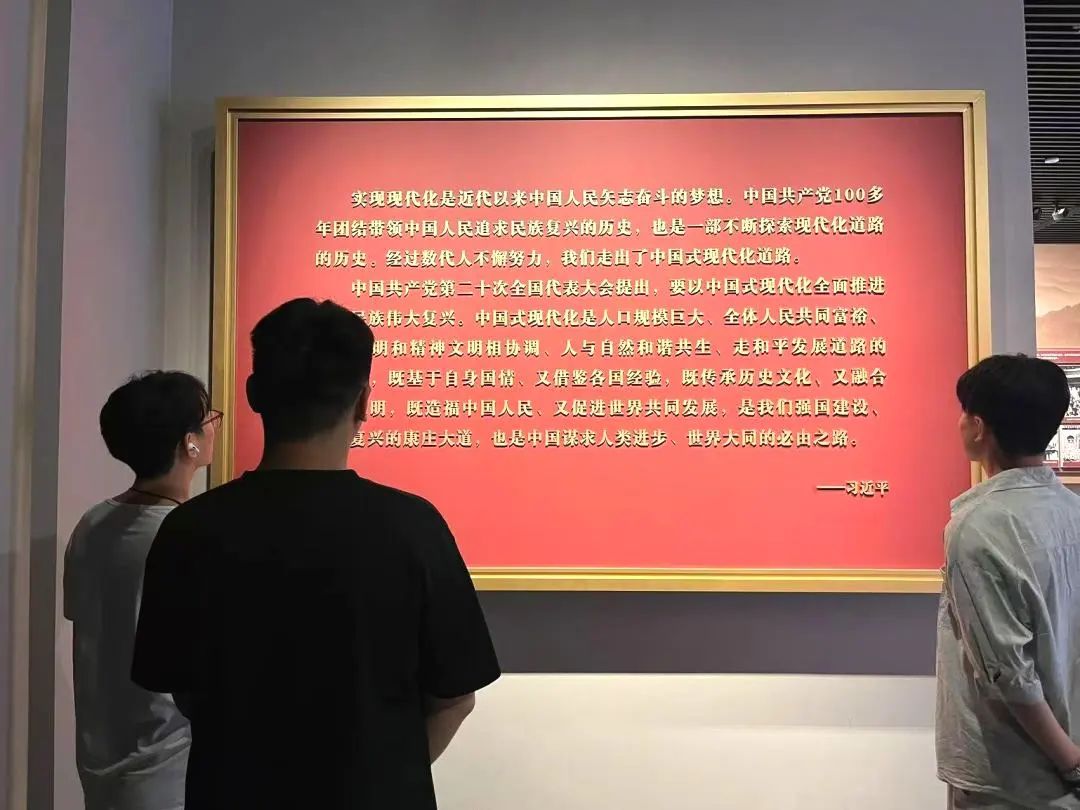 实现现代化是近代以来中国人民矢志奋斗的梦想。中国共产党100多
年团结带领中国人民追求民族复兴的历史，也是一部不断探索现代化道路
的历史。经过数代人不懈努力，我们走出了中国式现代化道路。
中国共产党第二十次全国代表大会提出，要以中国式现代化全面推进
民族伟大复兴。中国式现代化是人口规模巨大、全体人民共同富裕、
明和精神文明相协调、人与自然和谐共生、走和平发展道路的
，既基于自身国情、又借鉴各国经验，既传承历史文化、又融合
明，既造福中国人民、又促进世界共同发展，是我们强国建设、
复兴的康庄大道，也是中国谋求人类进步、世界大同的必由之路。
——习近平